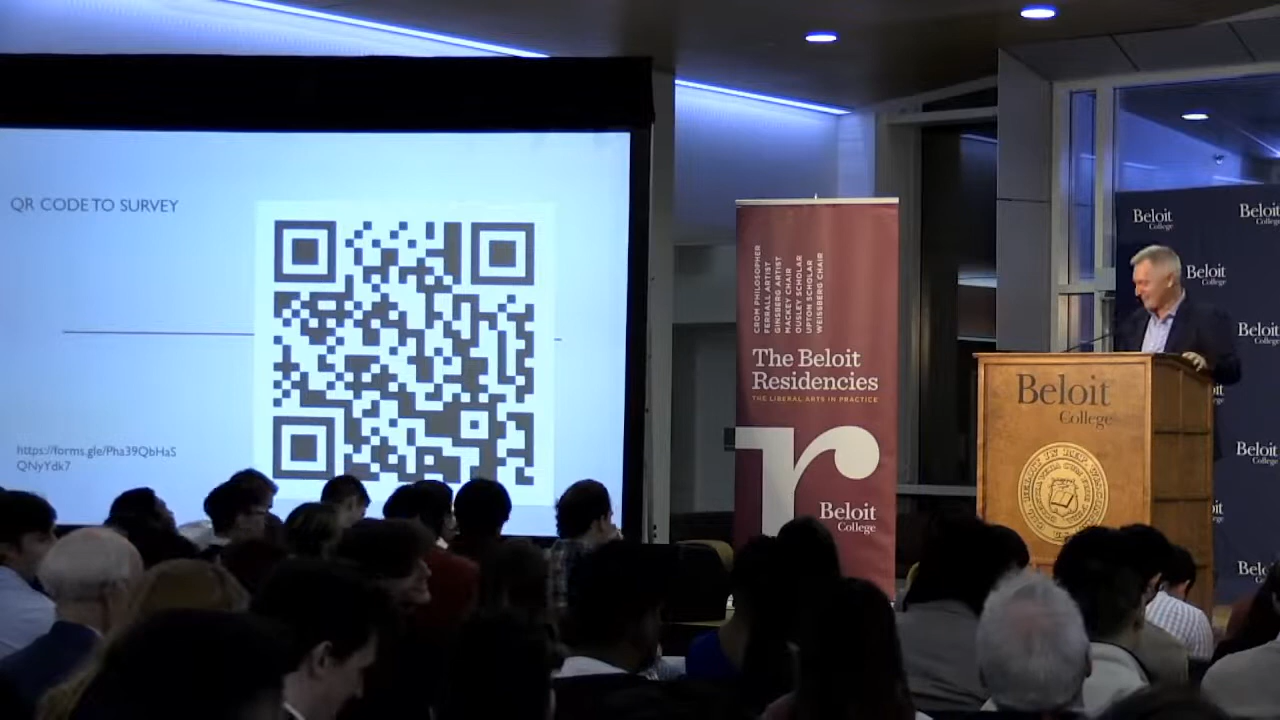 QR CODE TO SURVEY
https://forms.gle/Pha39QbHaS
QNyYdk7
CROM PHILOSOPHER
FERRALL ARTIST
GINSBERG ARTIST
MACKEY CHAIR
OUSLEY SCHOLAR
UPTON SCHOLAR
WEISSBERG CHAIR
The Beloit
Residencies
THE LIBERAL ARTS IN PRACTICE
r
Beloit
College
Beloit
College
Beloit
College
Beloit
College
Beloit
College
Beloit
College
Beloit
College